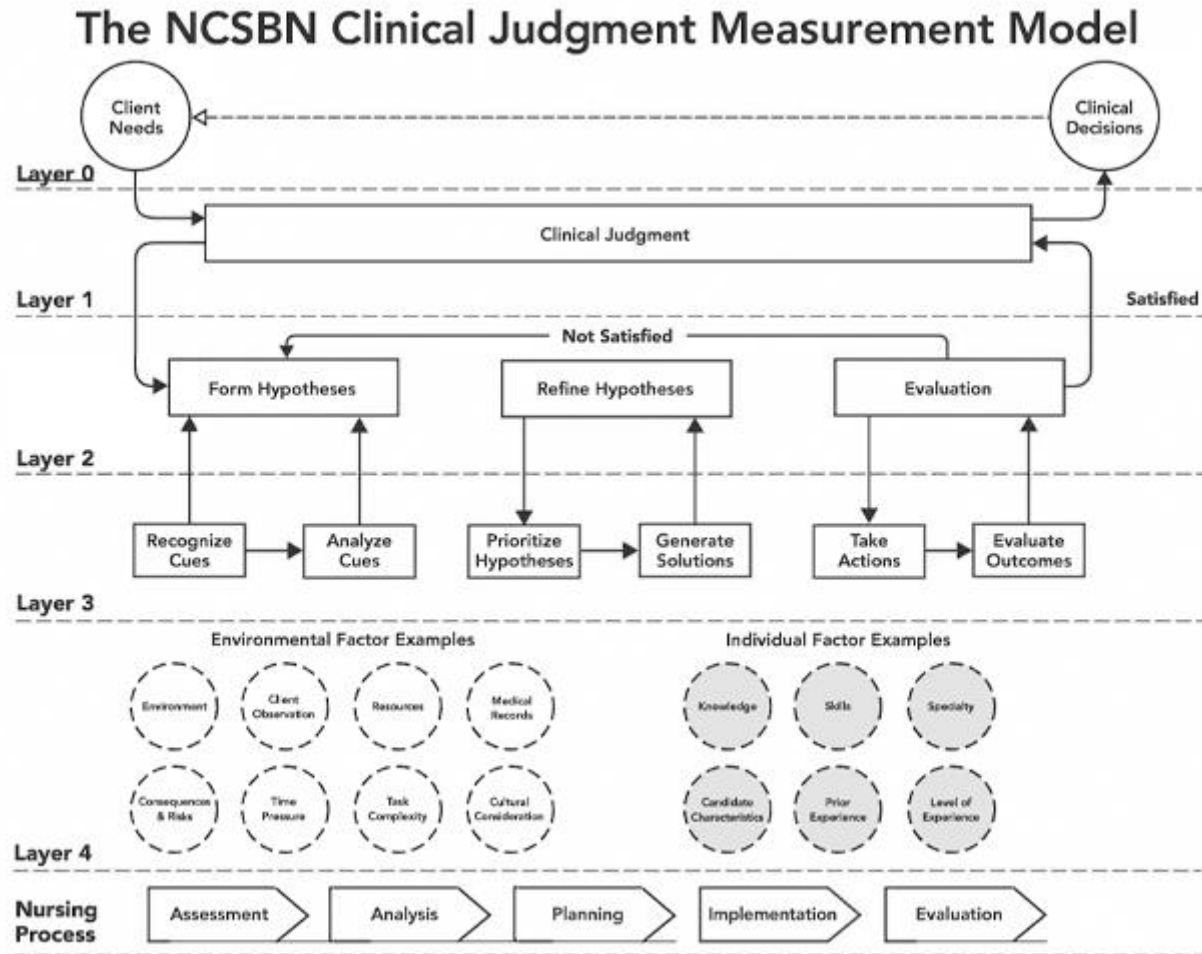 The NCSBN Clinical Judgment Measurement Model
Client
Needs
Clinical
Decisions
Layer 0
Clinical Judgment
Layer 1
Satisfied
Not Satisfied
Form Hypotheses
Refine Hypotheses
Evaluation
Layer 2
Recognize
Cues
Analyze
Cues
Prioritize
Hypotheses
Generate
Solutions
Take
Actions
Evaluate
Outcomes
Layer 3
Environmental Factor Examples
Individual Factor Examples
Environment
Client
Observation
Resources
Medical
Records
Knowledge
Skills
Specialty
Consequences
& Risks
Time
Pressure
Task
Complexity
Cultural
Consideration
Candidate
Characteristics
Prior
Experience
Level of
Experience
Layer 4
Nursing
Process
Assessment
Analysis
Planning
Implementation
Evaluation